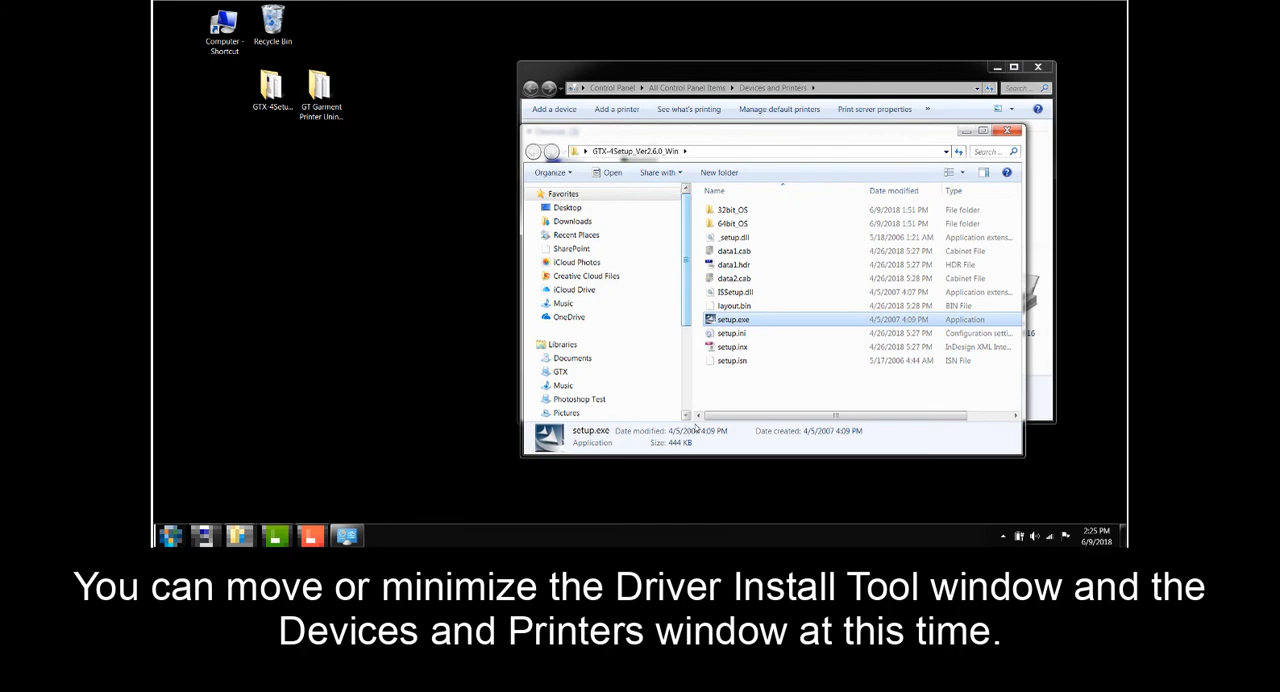 Computer -
Shortcut
Recycle Bin
GTX-4Setu...
GT Garment
Printer Unin...
Control Panel
All Control Panel Items
Devices and Printers
Search...
Add a device
Add a printer
See what's printing
Manage default printers
Print server properties
»
GTX-4Setup_Ver2.6.0_Win
Search...
Organize
Open
Share with
New folder
Favorites
Desktop
Downloads
Recent Places
SharePoint
iCloud Photos
Creative Cloud Files
iCloud Drive
Music
OneDrive
Libraries
Documents
GTX
Music
Photoshop Test
Pictures
Name Date modified Type
32bit_OS 6/9/2018 1:51 PM File folder
64bit_OS 6/9/2018 1:51 PM File folder
_setup.dll 5/18/2006 1:21 AM Application extens...
data1.cab 4/26/2018 5:27 PM Cabinet File
data1.hdr 4/26/2018 5:27 PM HDR File
data2.cab 4/26/2018 5:28 PM Cabinet File
ISSetup.dll 4/5/2007 4:07 PM Application extens...
layout.bin 4/26/2018 5:28 PM BIN File
setup.exe 4/5/2007 4:09 PM Application
setup.ini 4/26/2018 5:27 PM Configuration setti...
setup.inx 4/26/2018 5:27 PM InDesign XML Inte...
setup.isn 5/17/2006 4:44 AM ISN File
16
setup.exe Date modified: 4/5/2007 4:09 PM Date created: 4/5/2007 4:09 PM
Application Size: 444 KB
2:25 PM
6/9/2018
You can move or minimize the Driver Install Tool window and the
Devices and Printers window at this time.